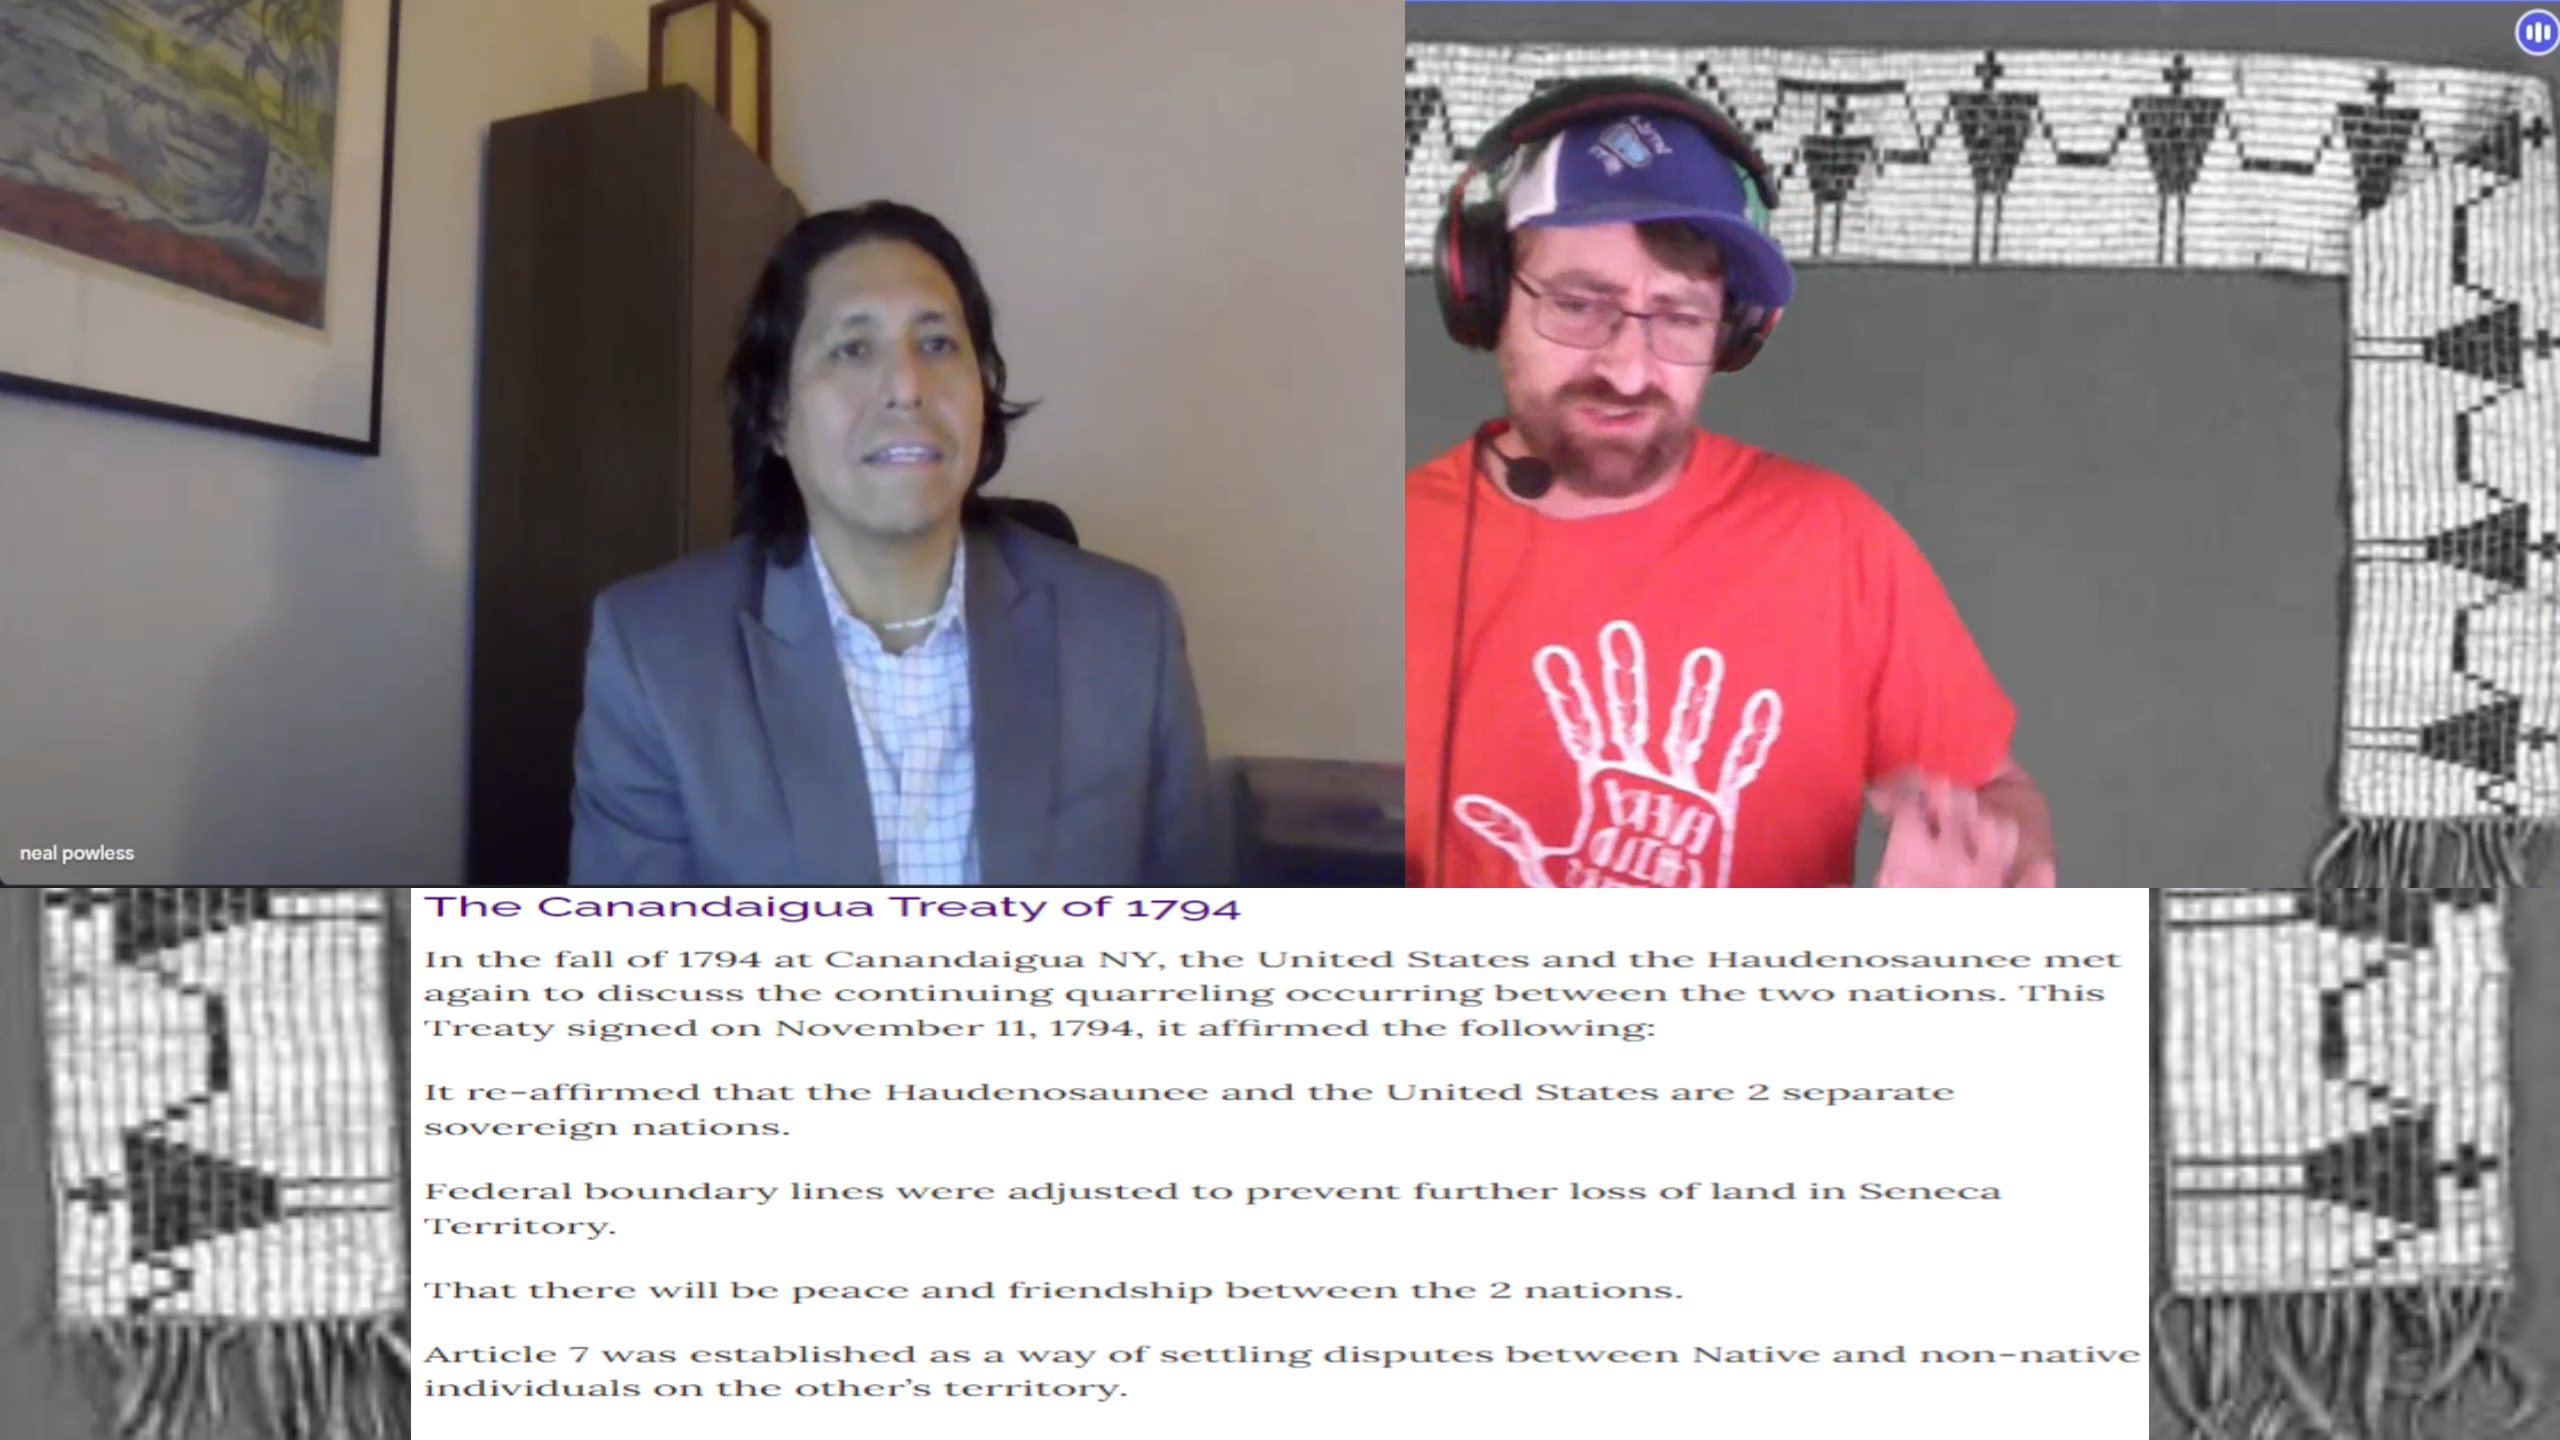 neal powless
The Canandaigua Treaty of 1794
In the fall of 1794 at Canandaigua NY, the United States and the Haudenosaunee met
again to discuss the continuing quarreling occurring between the two nations. This
Treaty signed on November 11, 1794, it affirmed the following:
It re-affirmed that the Haudenosaunee and the United States are 2 separate
sovereign nations.
Federal boundary lines were adjusted to prevent further loss of land in Seneca
Territory.
That there will be peace and friendship between the 2 nations.
Article 7 was established as a way of settling disputes between Native and non-native
individuals on the other's territory.